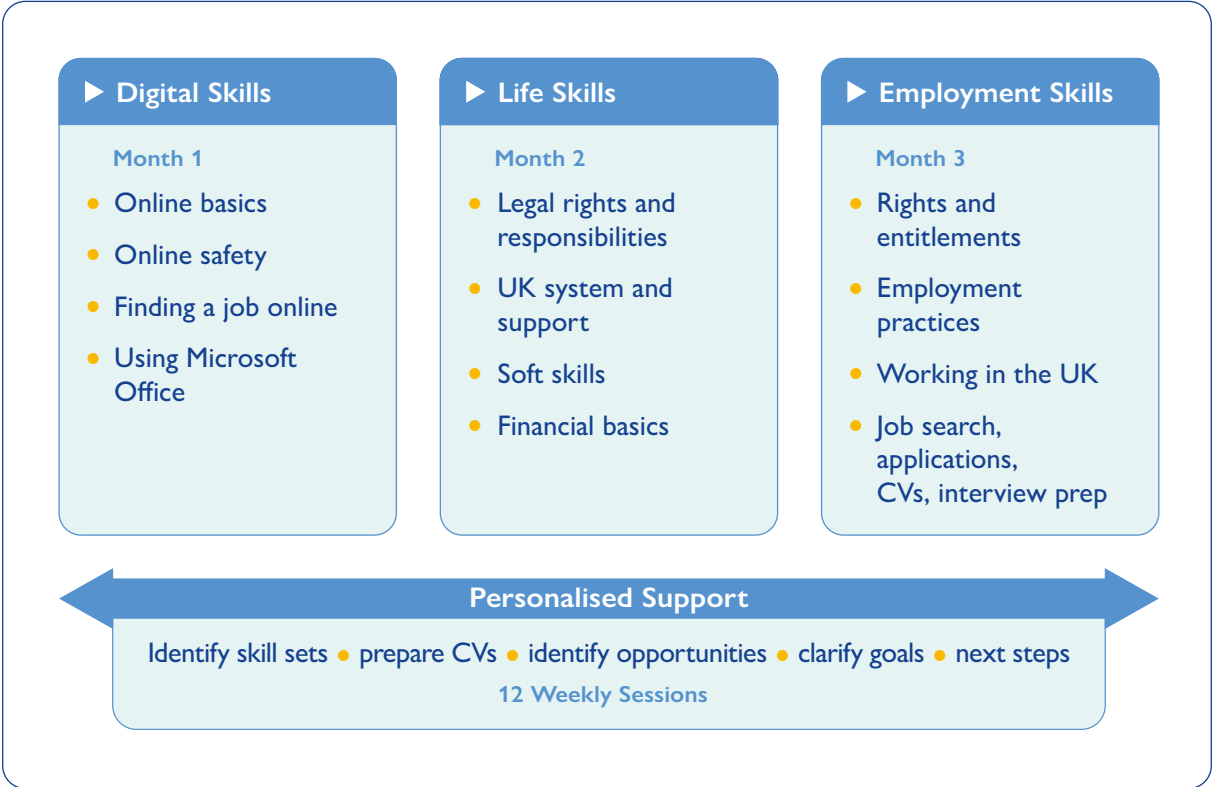 Digital Skills
Month 1
Online basics
Online safety
Finding a job online
Using Microsoft
Office
Life Skills
Month 2
Legal rights and
responsibilities
UK system and
support
Soft skills
Financial basics
Employment Skills
Month 3
Rights and
entitlements
Employment
practices
Working in the UK
Job search,
applications,
CVs, interview prep
Personalised Support
Identify skill sets • prepare CVs • identify opportunities • clarify goals • next steps
12 Weekly Sessions